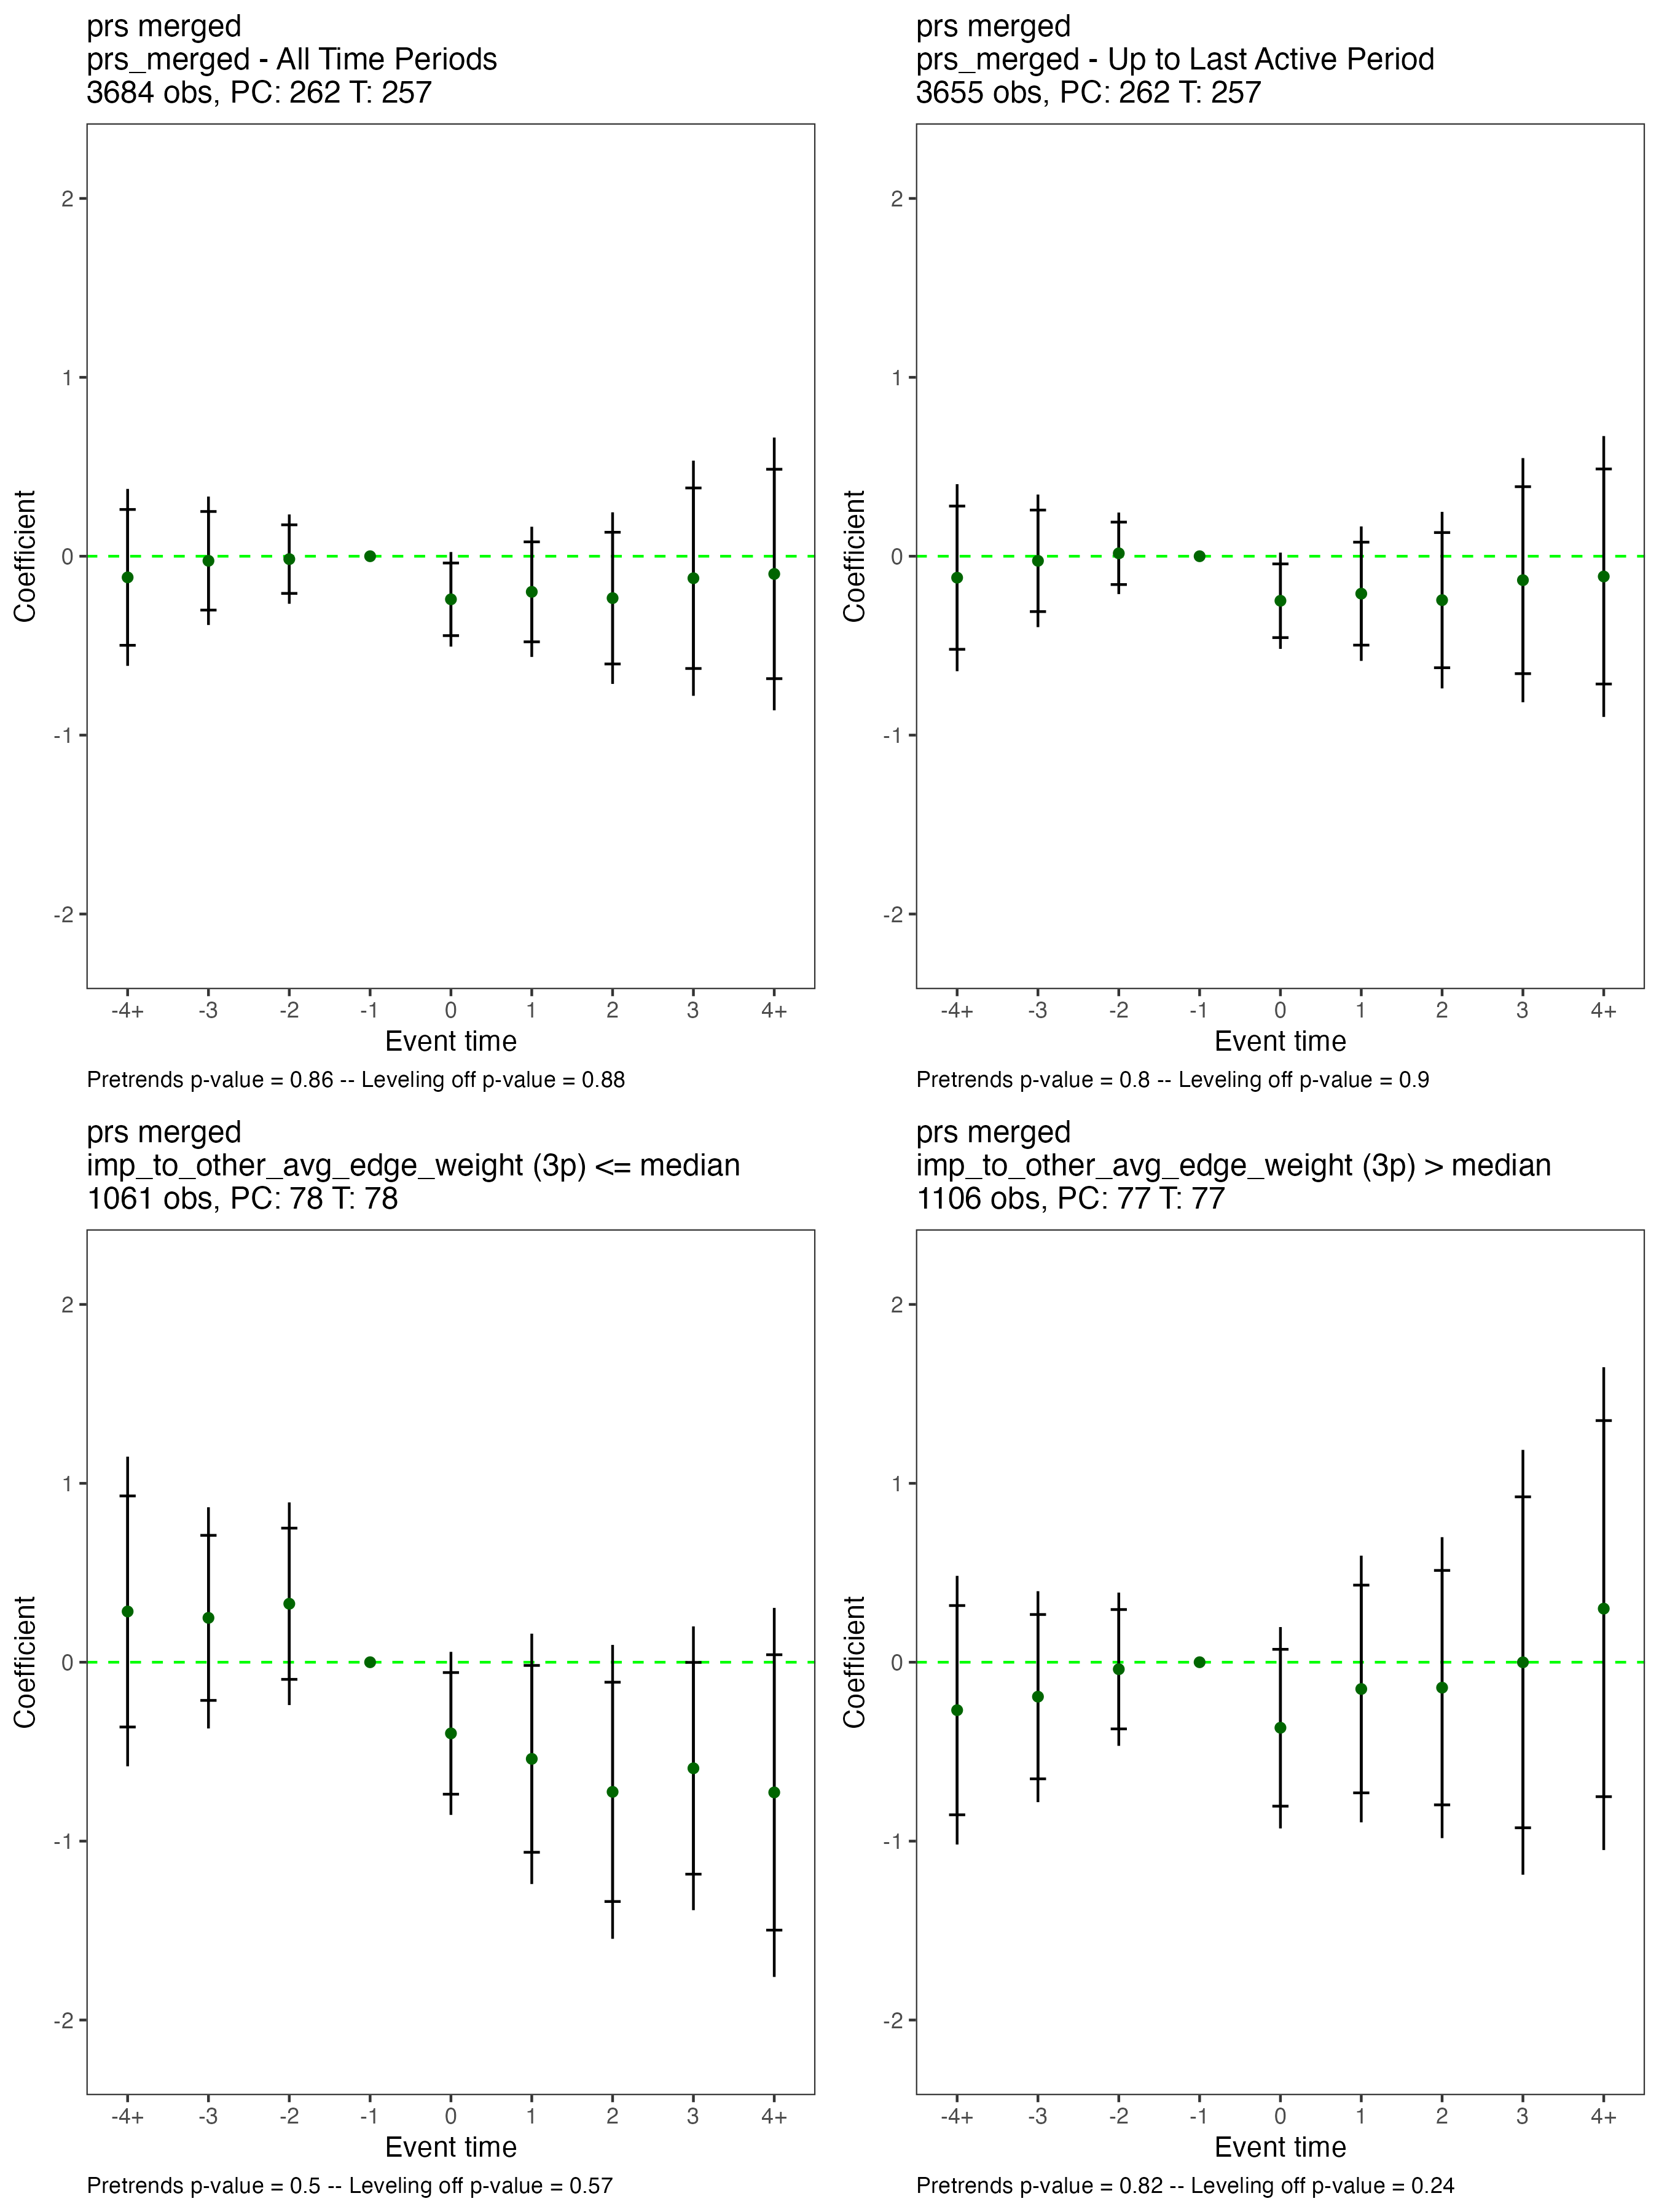 prs merged
prs_merged - All Time Periods
3684 obs, PC: 262 T: 257
2
1
0
-1
-2
Coefficient
-4+ -3 -2 -1 0 1 2 3 4+
Event time
Pretrends p-value = 0.86 -- Leveling off p-value = 0.88
prs merged
prs_merged - Up to Last Active Period
3655 obs, PC: 262 T: 257
2
1
0
-1
-2
Coefficient
-4+ -3 -2 -1 0 1 2 3 4+
Event time
Pretrends p-value = 0.8 -- Leveling off p-value = 0.9
prs merged
imp_to_other_avg_edge_weight (3p) <= median
1061 obs, PC: 78 T: 78
2
1
0
-1
-2
Coefficient
-4+ -3 -2 -1 0 1 2 3 4+
Event time
Pretrends p-value = 0.5 -- Leveling off p-value = 0.57
prs merged
imp_to_other_avg_edge_weight (3p) > median
1106 obs, PC: 77 T: 77
2
1
0
-1
-2
Coefficient
-4+ -3 -2 -1 0 1 2 3 4+
Event time
Pretrends p-value = 0.82 -- Leveling off p-value = 0.24